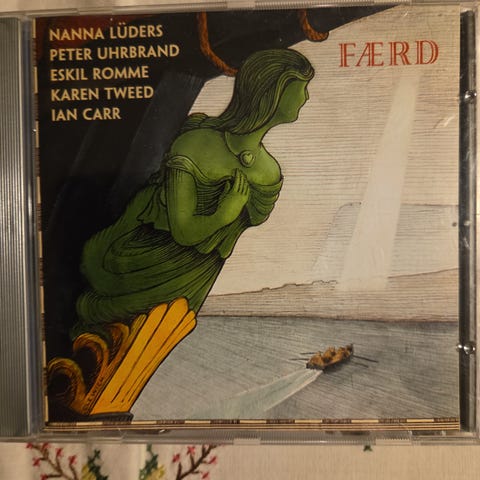 NANNA LÜDERS
PETER UHRBRAND
ESKIL ROMME
KAREN TWEED
IAN CARR
FÆRD